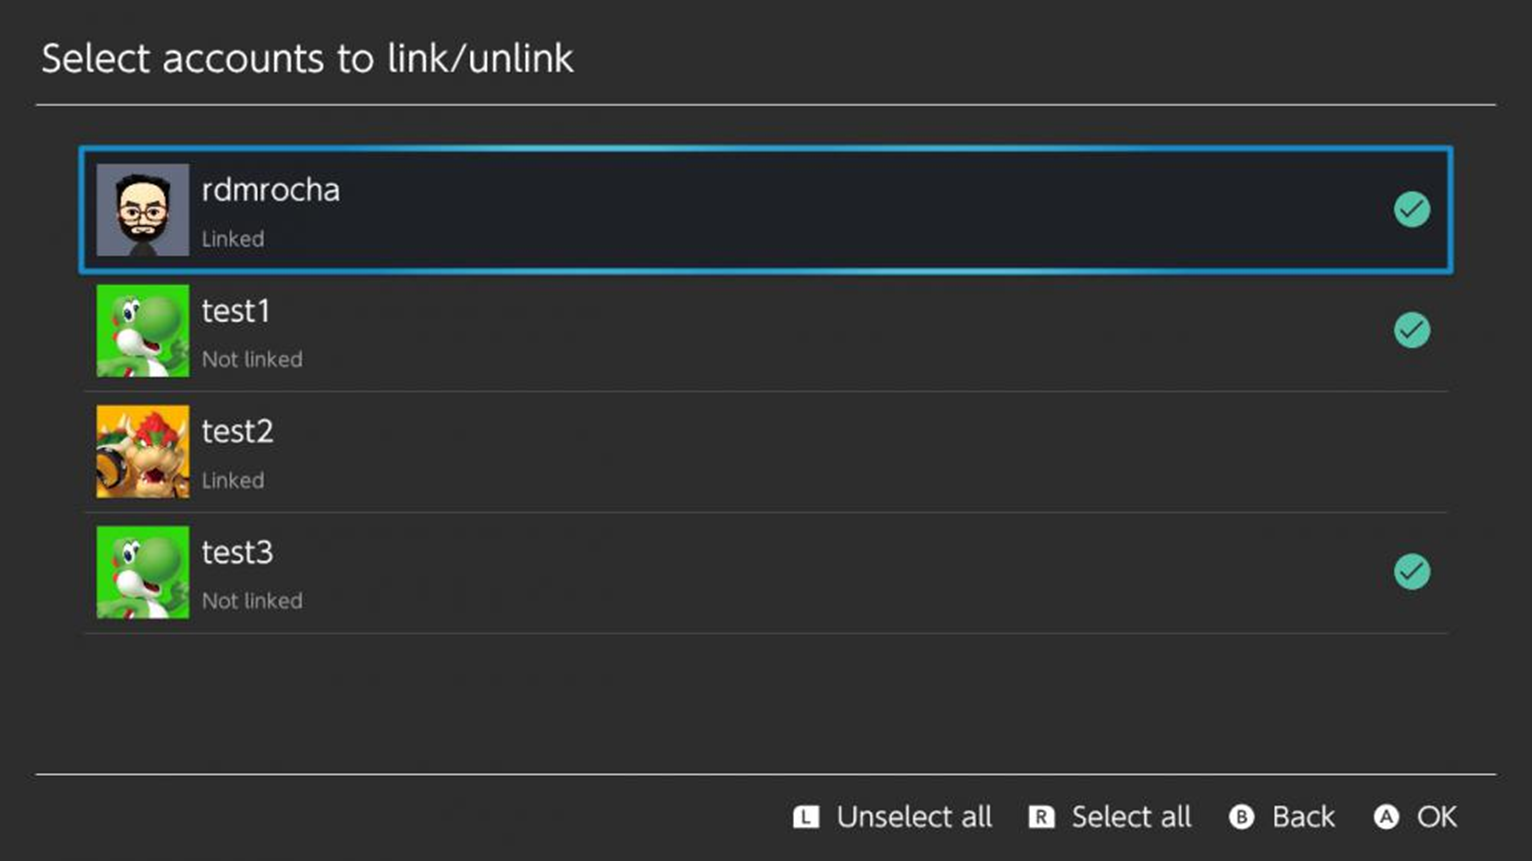 Select accounts to link/unlink
rdmrocha
Linked
test1
Not linked
test2
Linked
test3
Not linked
L Unselect all R Select all B Back A OK